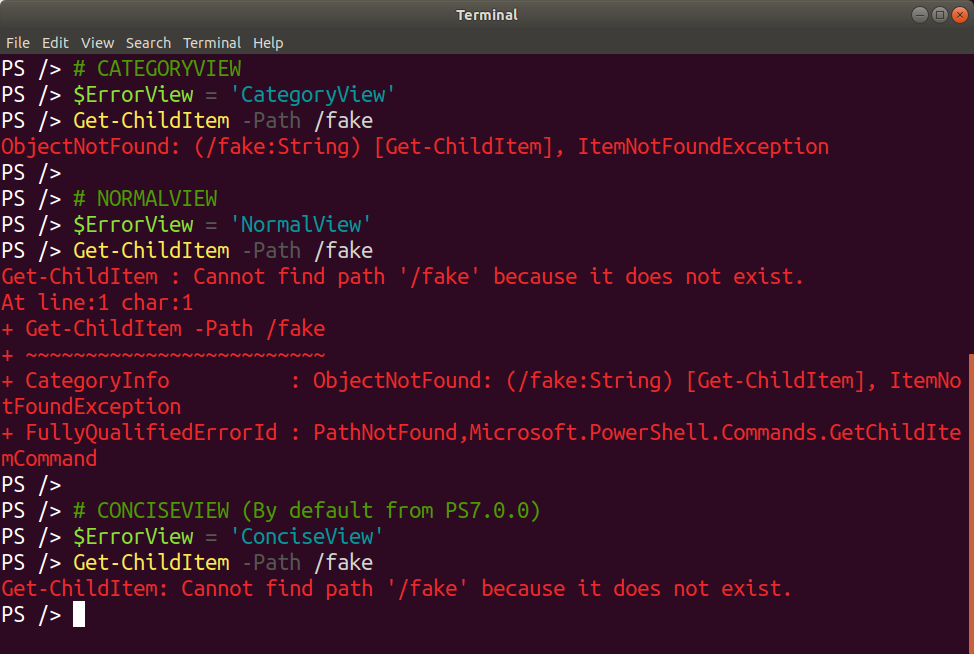 Terminal
File Edit View Search Terminal Help
PS /> # CATEGORYVIEW
PS /> $ErrorView = 'CategoryView'
PS /> Get-ChildItem -Path /fake
ObjectNotFound: (/fake:String) [Get-ChildItem], ItemNotFoundException
PS />
PS /> # NORMALVIEW
PS /> $ErrorView = 'NormalView'
PS /> Get-ChildItem -Path /fake
Get-ChildItem : Cannot find path '/fake' because it does not exist.
At line:1 char:1
+ Get-ChildItem -Path /fake
+ ~~~~~~~~~~~~~~~~~~~~~~~~~
+ CategoryInfo          : ObjectNotFound: (/fake:String) [Get-ChildItem], ItemNo
tFoundException
+ FullyQualifiedErrorId : PathNotFound,Microsoft.PowerShell.Commands.GetChildIte
mCommand
PS />
PS /> # CONCISEVIEW (By default from PS7.0.0)
PS /> $ErrorView = 'ConciseView'
PS /> Get-ChildItem -Path /fake
Get-ChildItem: Cannot find path '/fake' because it does not exist.
PS />